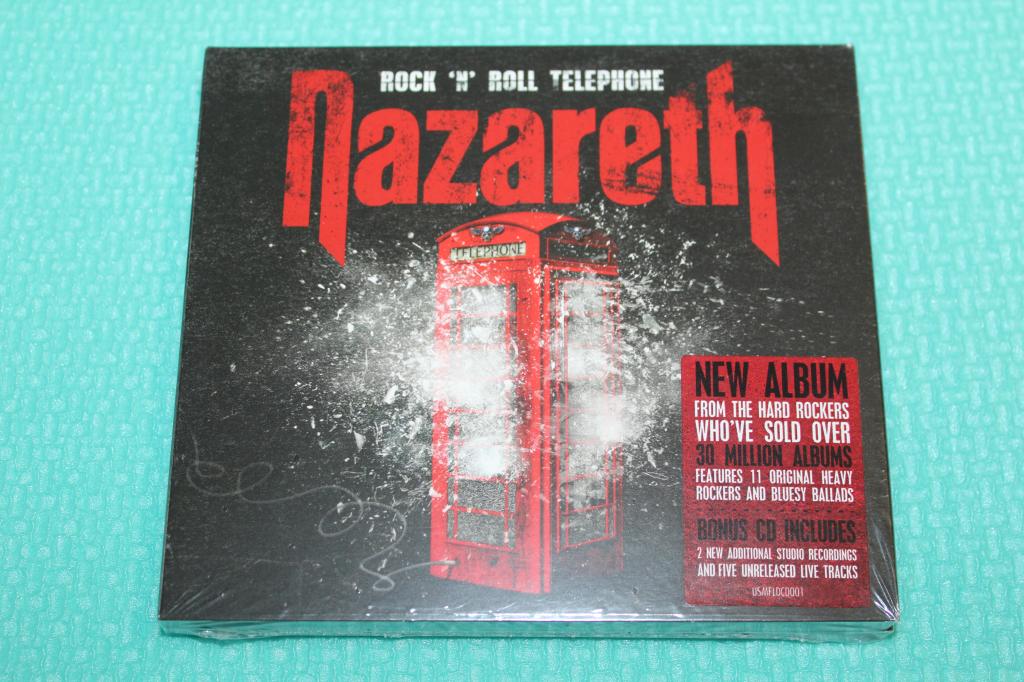 ROCK 'N' ROLL TELEPHONE
Nazareth
TELEPHONE
NEW ALBUM
FROM THE HARD ROCKERS
WHO'VE SOLD OVER
30 MILLION ALBUMS
FEATURES 11 ORIGINAL HEAVY
ROCKERS AND BLUESY BALLADS
BONUS CD INCLUDES
2 NEW ADDITIONAL STUDIO RECORDINGS
AND FIVE UNRELEASED LIVE TRACKS
USMFLDCD001